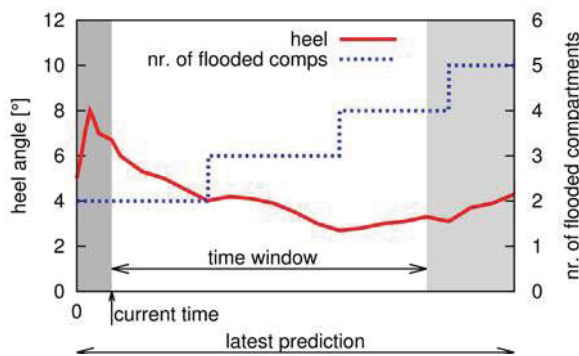 12
10
8
6
4
2
0
heel angle [°]
heel
nr. of flooded comps
6
5
4
3
2
1
0
nr. of flooded compartments
time window
0
current time
latest prediction